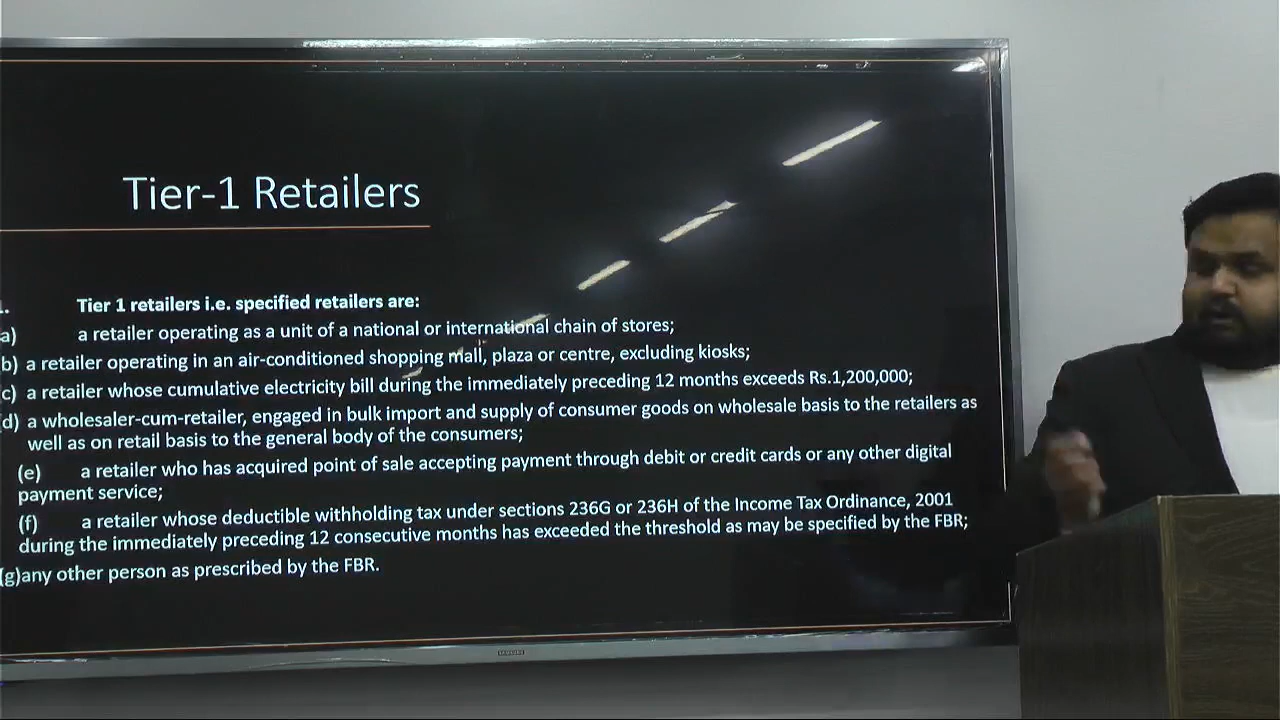 Tier-1 Retailers
1. Tier 1 retailers i.e. specified retailers are:
a) a retailer operating as a unit of a national or international chain of stores;
b) a retailer operating in an air-conditioned shopping mall, plaza or centre, excluding kiosks;
c) a retailer whose cumulative electricity bill during the immediately preceding 12 months exceeds Rs.1,200,000;
d) a wholesaler-cum-retailer, engaged in bulk import and supply of consumer goods on wholesale basis to the retailers as
well as on retail basis to the general body of the consumers;
(e) a retailer who has acquired point of sale accepting payment through debit or credit cards or any other digital
payment service;
(f) a retailer whose deductible withholding tax under sections 236G or 236H of the Income Tax Ordinance, 2001
during the immediately preceding 12 consecutive months has exceeded the threshold as may be specified by the FBR;
(g)any other person as prescribed by the FBR.
SAMSUNG